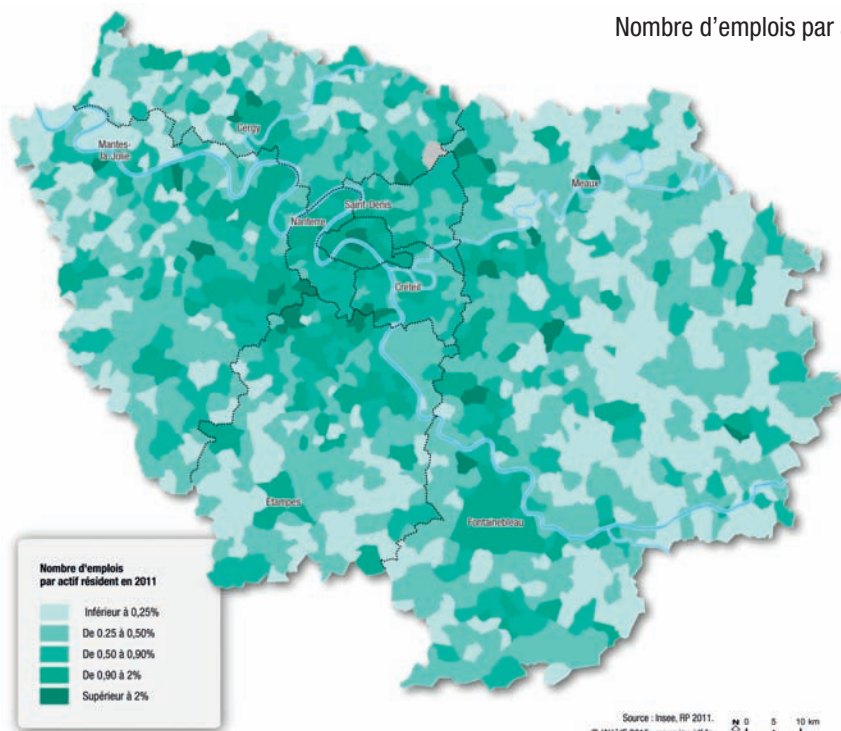 Nombre d'emplois par
Cergy
Mantes-
la-Jolie
Meaux
Saint-Denis
Nanterre
Créteil
Etampes
Fontainebleau
Nombre d'emplois
par actif résident en 2011
Inférieur à 0,25%
De 0.25 à 0,50%
De 0,50 à 0,90%
De 0,90 à 2%
Supérieur à 2%
Source : Insee, RP 2011.
N 0 5 10 km